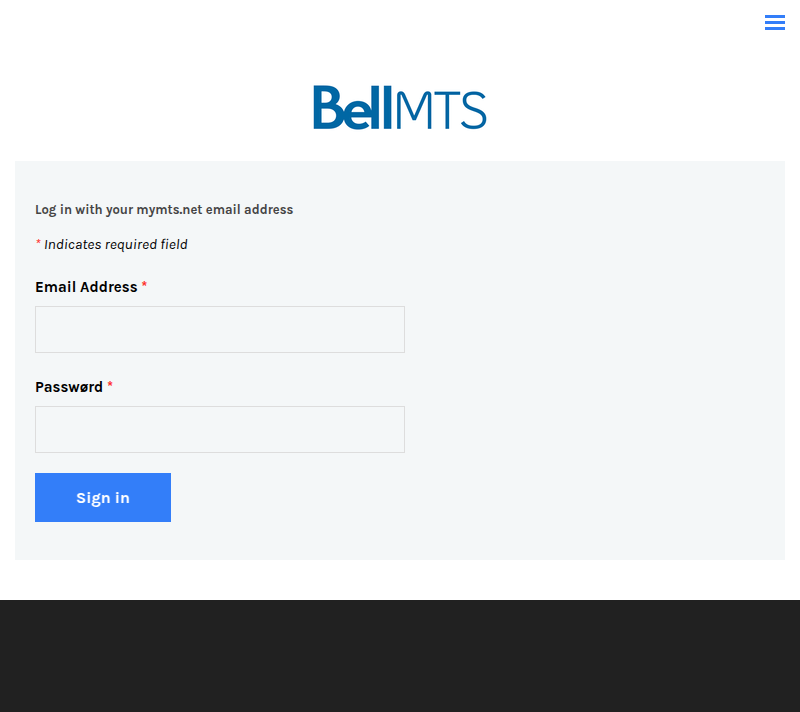 BellMTS
Log in with your mymts.net email address
* Indicates required field
Email Address *
Passwørd *
Sign in